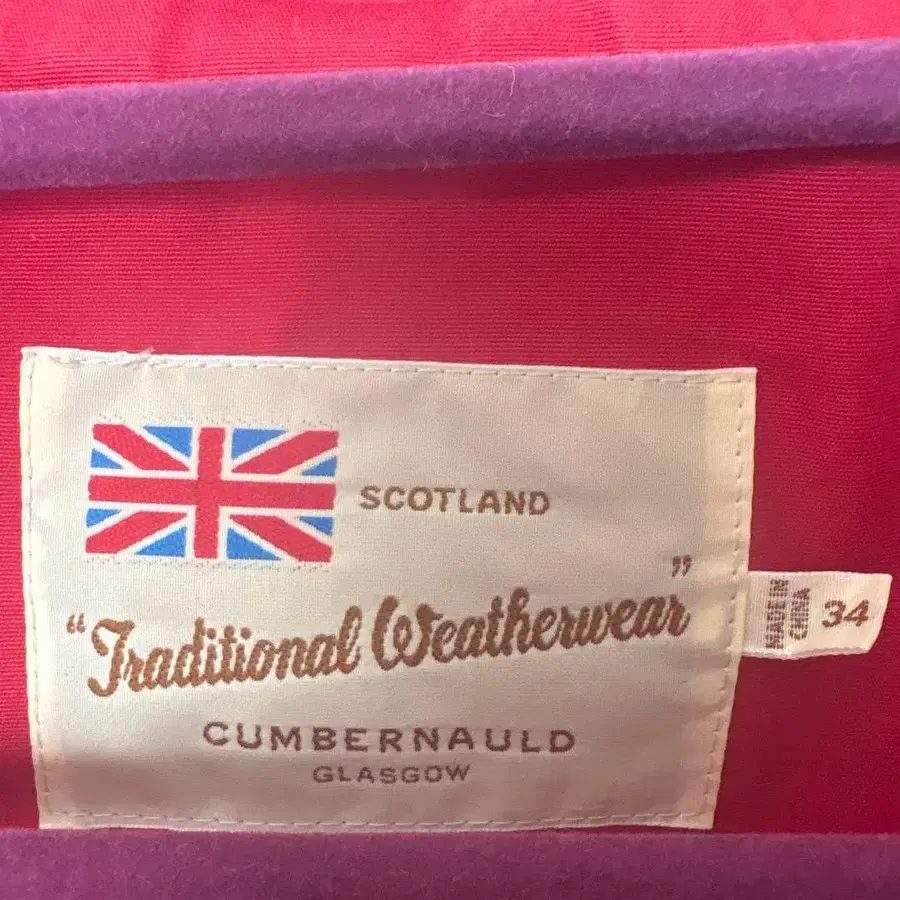 SCOTLAND
"Traditional Weatherwear"
CUMBERNAULD
GLASGOW
MADE IN
CHINA
34